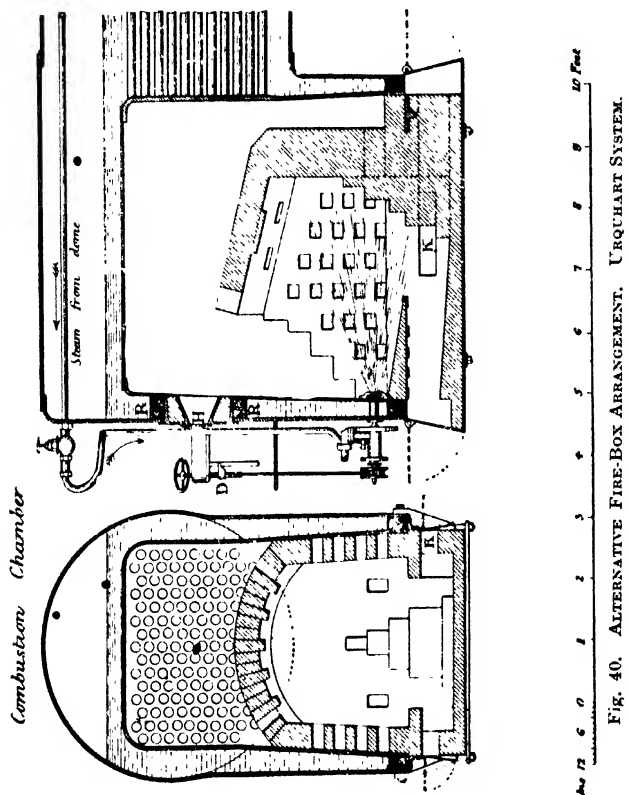 Combustion Chamber
Steam from dome
R
H
R
D
K
K
Ins 12 6 0 1 2 3 4 5 6 7 8 9 10 Feet
Fig. 40. ALTERNATIVE FIRE-BOX ARRANGEMENT. URQUHART SYSTEM.